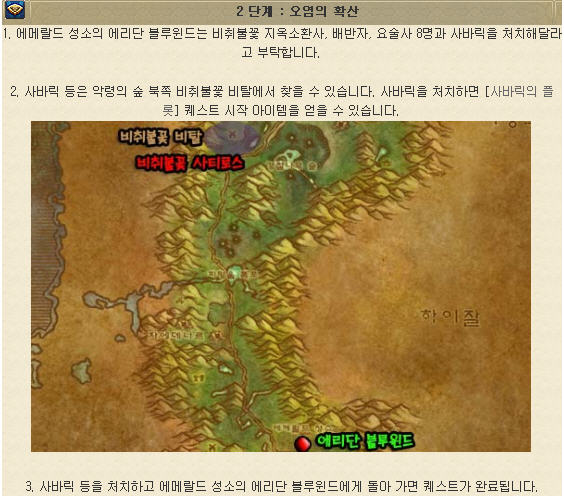 2 단계 : 오염의 확산
1. 에메랄드 성소의 에리단 블루윈드는 비취불꽃 지옥소환사, 배반자, 요술사 8명과 사바릭을 처치해달라
고 부탁합니다.
2. 사바릭 등은 악령의 숲 북쪽 비취불꽃 비탈에서 찾을 수 있습니다. 사바릭을 처치하면 [사바릭의 플
룻] 퀘스트 시작 아이템을 얻을 수 있습니다.
비취불꽃 비탈
비취불꽃 사티로스
하이잘
에리단 블루윈드
3. 사바릭 등을 처치하고 에메랄드 성소의 에리단 블루윈드에게 돌아 가면 퀘스트가 완료됩니다.